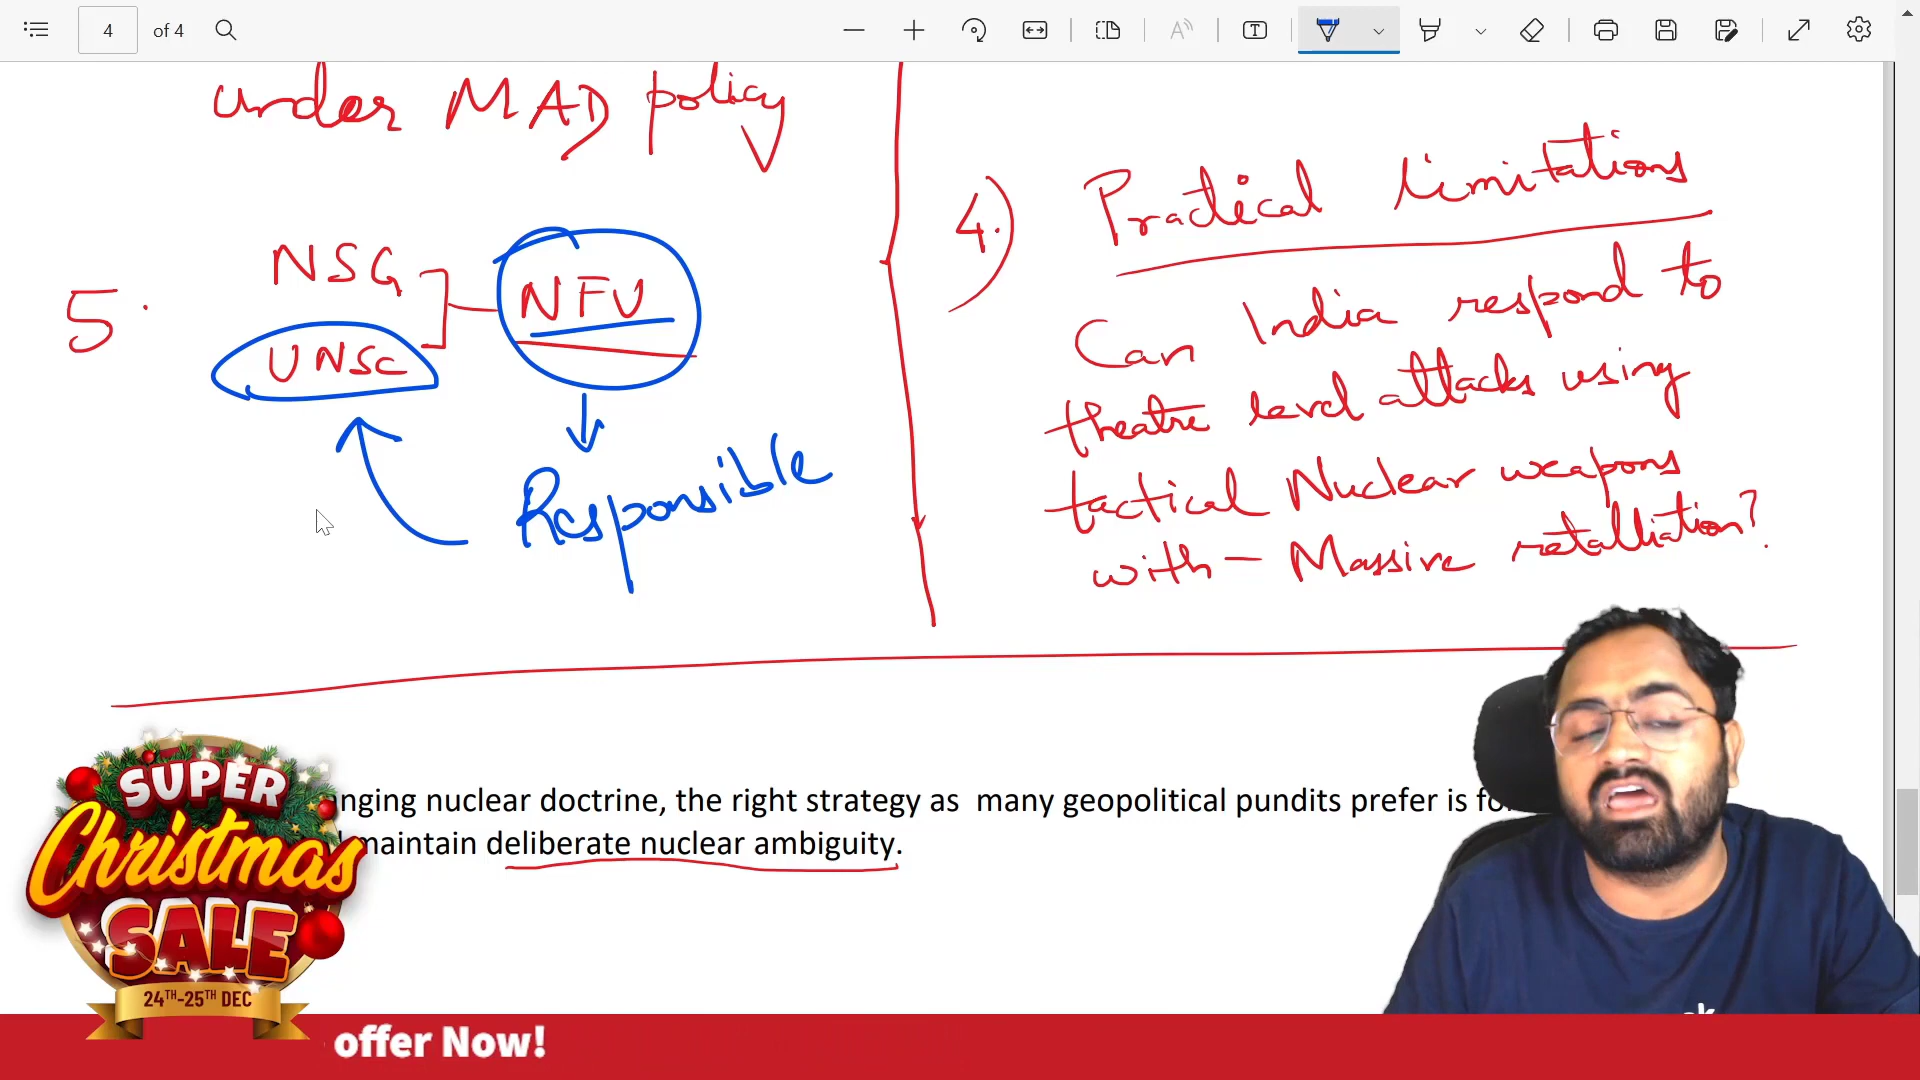 4 of 4
under MAD policy
5. NSG
UNSC
NFU
Responsible
4.) Practical limitations
Can India respond to
theatre level attacks using
tactical Nuclear weapons
with – Massive retalliation?
nging nuclear doctrine, the right strategy as many geopolitical pundits prefer is
maintain deliberate nuclear ambiguity.
SUPER
Christmas
SALE
24TH-25TH DEC
offer Now!